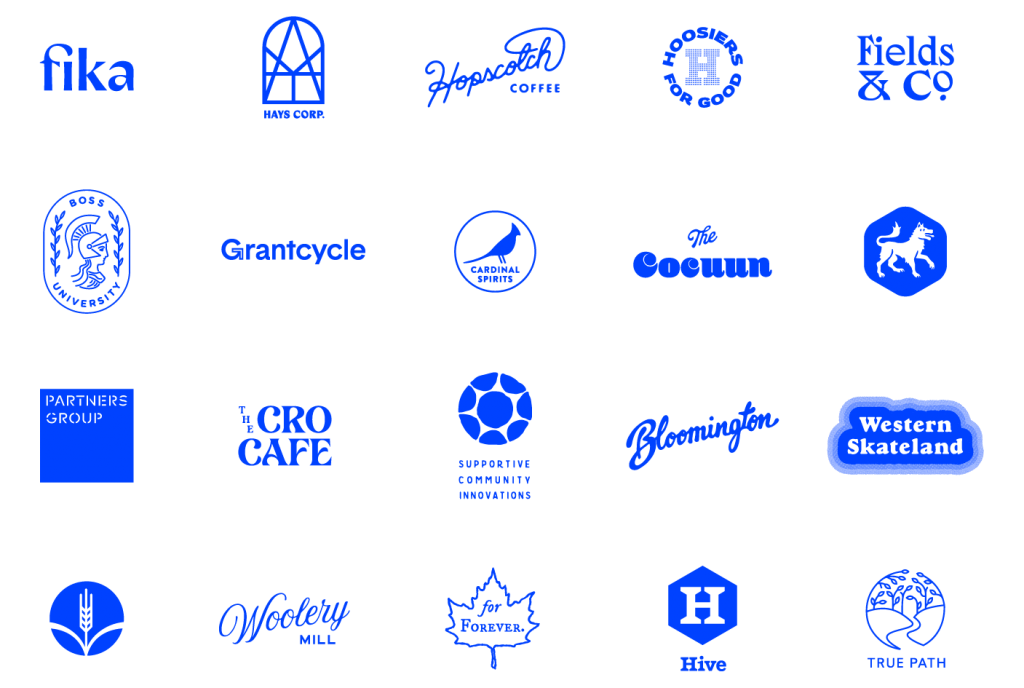 fika
HAYS CORP.
Hopscotch
COFFEE
HOOSIERS
H
FOR GOOD
Fields
& Co.
BOSS
UNIVERSITY
Grantcycle
CARDINAL
SPIRITS
The
Cocuun
PARTNERS
GROUP
THE
CRO
CAFE
SUPPORTIVE
COMMUNITY
INNOVATIONS
Bloomington
Western
Skateland
Woolery
MILL
for
FOREVER.
H
Hive
TRUE PATH